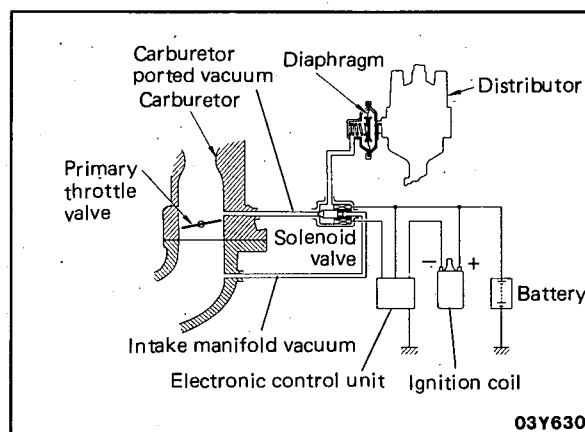 Carburetor
ported vacuum
Carburetor
Diaphragm
Distributor
Primary
throttle
valve
Solenoid
valve
− +
Battery
Intake manifold vacuum
Electronic control unit
Ignition coil
03Y630